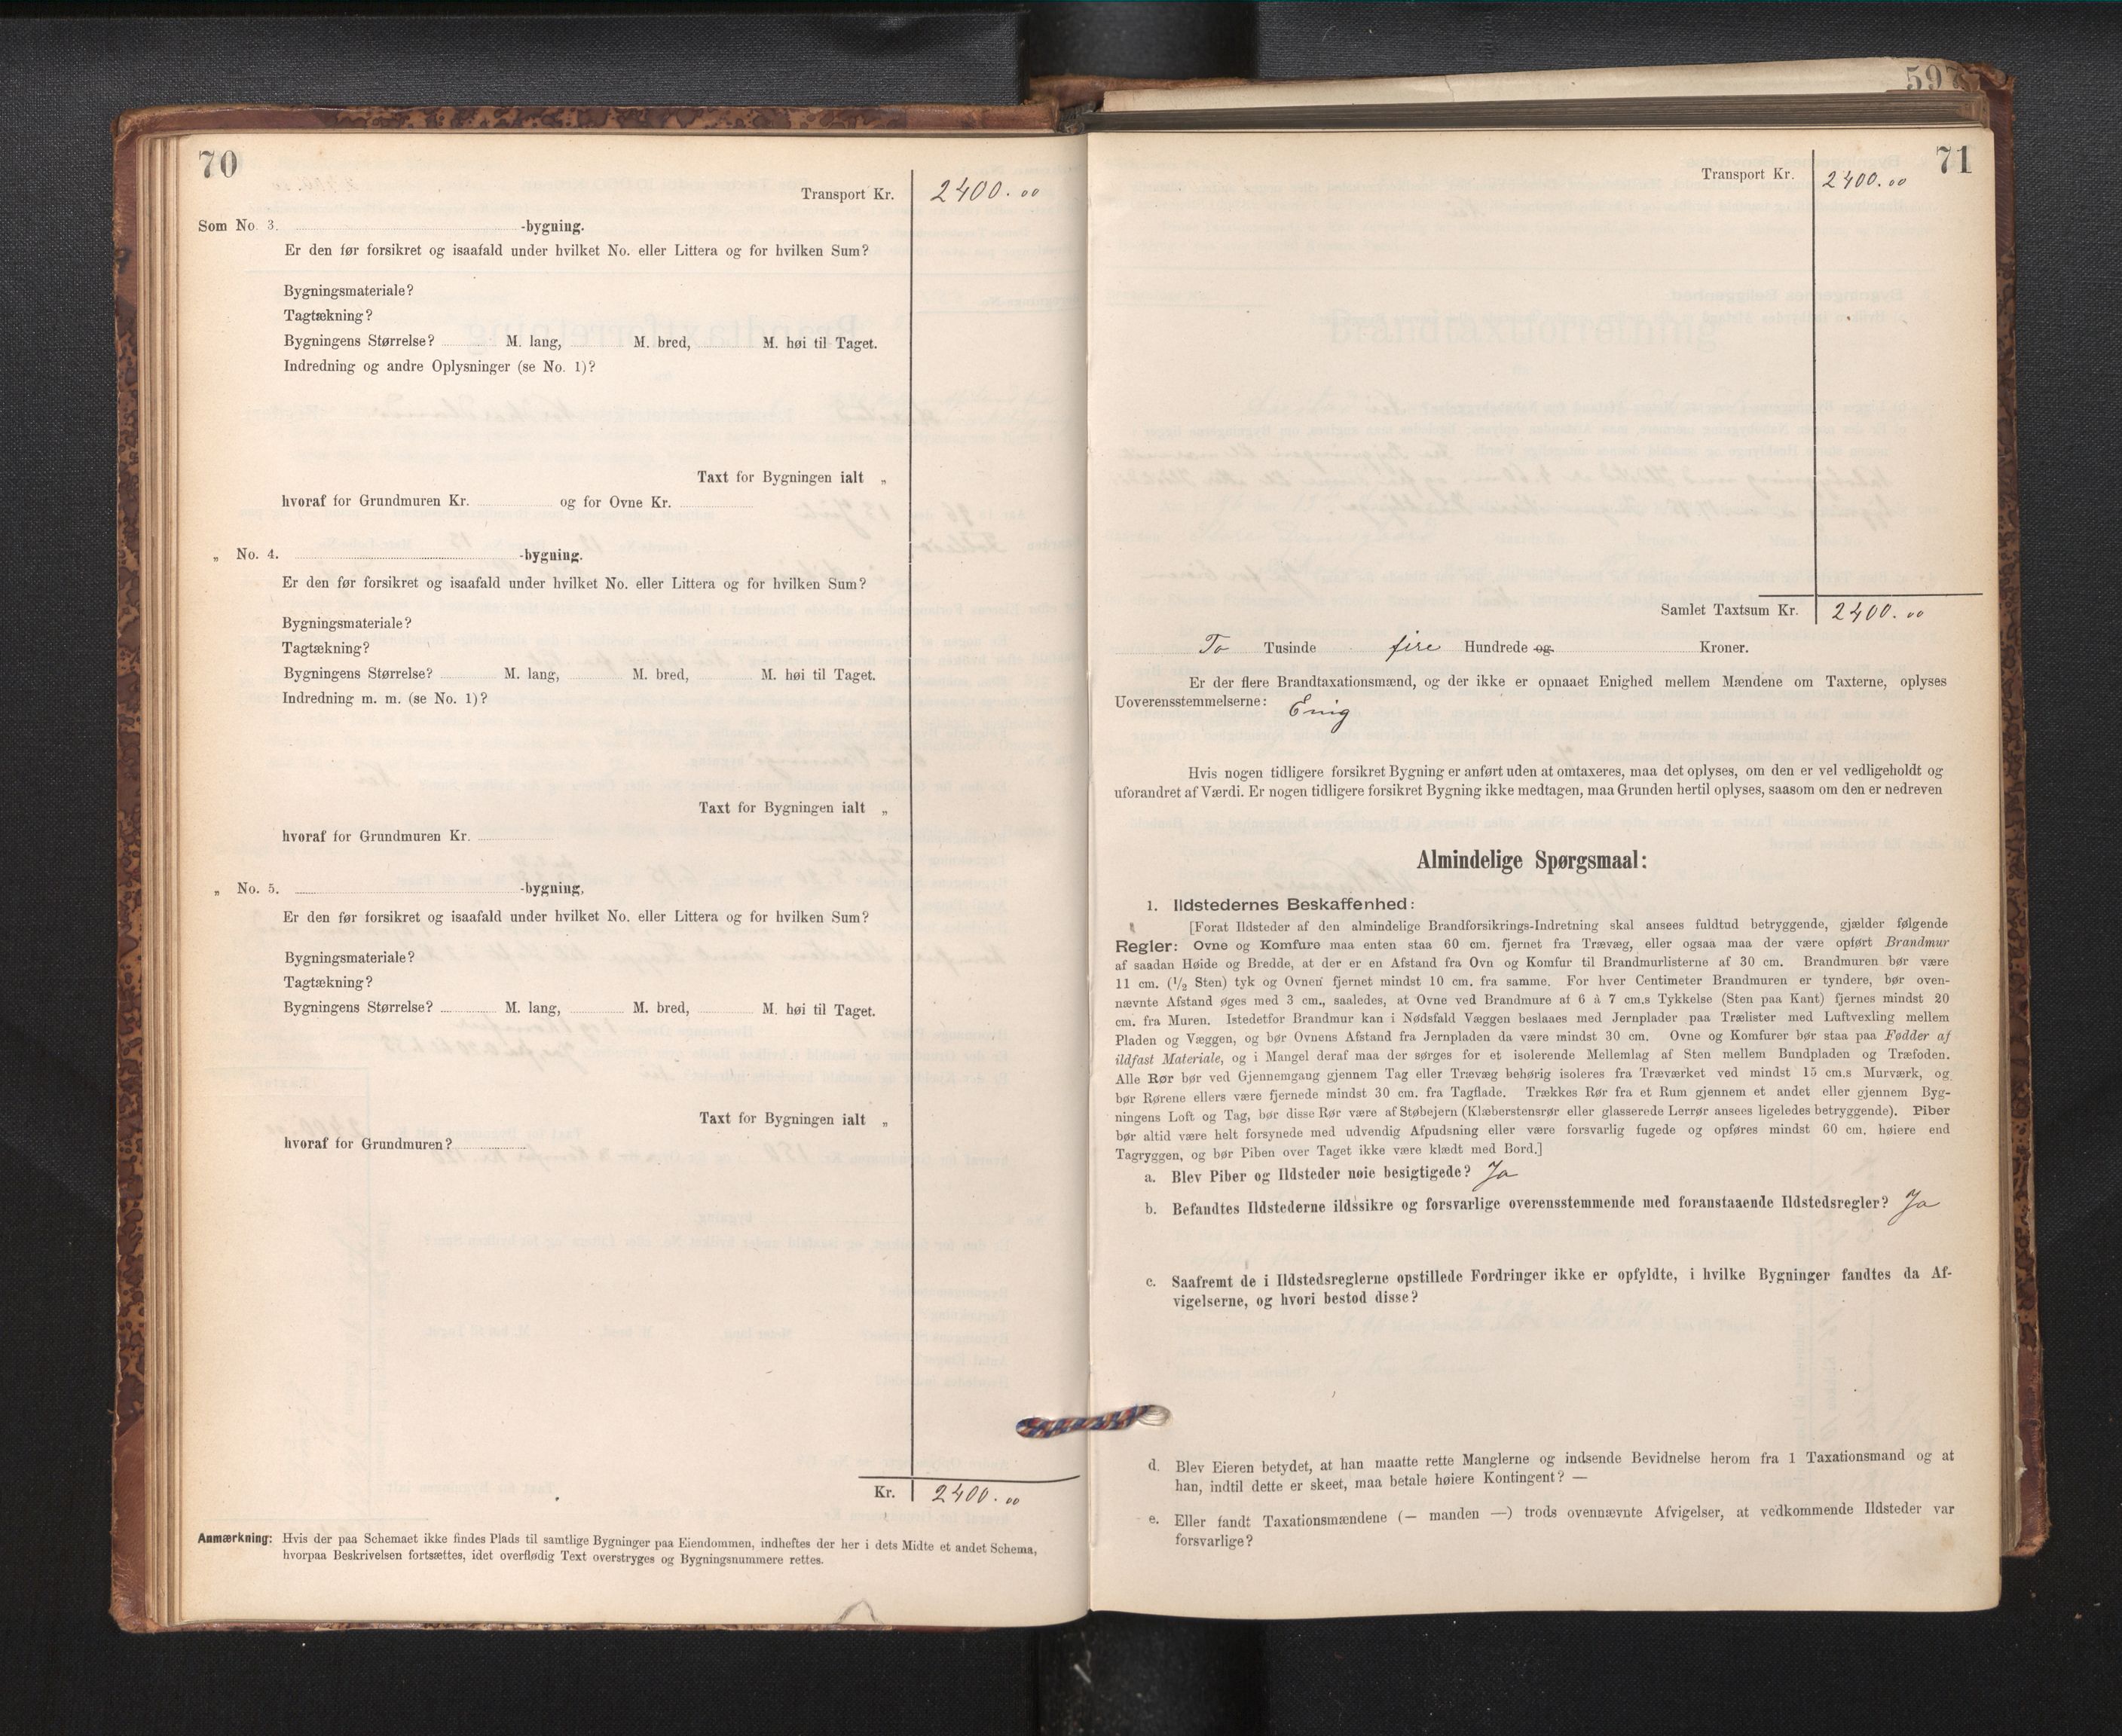 70
Transport Kr. 2400.00
Som No. 3. -bygning.
Er den før forsikret og isaafald under hvilket No. eller Littera og for hvilken Sum?
Bygningsmateriale?
Tagtækning?
Bygningens Størrelse? M. lang, M. bred, M. høi til Taget.
Indredning og andre Oplysninger (se No. 1)?
Taxt for Bygningen ialt „
hvoraf for Grundmuren Kr. og for Ovne Kr.
„ No. 4. -bygning.
Er den før forsikret og isaafald under hvilket No. eller Littera og for hvilken Sum?
Bygningsmateriale?
Tagtækning?
Bygningens Størrelse? M. lang, M. bred, M. høi til Taget.
Indredning m. m. (se No. 1)?
Taxt for Bygningen ialt „
hvoraf for Grundmuren Kr.
„ No. 5. -bygning,
Er den før forsikret og isaafald under hvilket No. eller Littera og for hvilken Sum?
Bygningsmateriale?
Tagtækning?
Bygningens Størrelse? M. lang, M. bred, M. høi til Taget.
Taxt for Bygningen ialt „
hvoraf for Grundmuren?
Kr. 2400.00
Anmærkning: Hvis der paa Schemaet ikke findes Plads til samtlige Bygninger paa Eiendommen, indheftes der her i dets Midte et andet Schema,
hvorpaa Beskrivelsen fortsættes, idet overflødig Text overstryges og Bygningsnummere rettes.
597
71
Transport Kr. 2400.00
Samlet Taxtsum Kr. 2400.00
To Tusinde fire Hundrede og Kroner.
Er der flere Brandtaxationsmænd, og der ikke er opnaaet Enighed mellem Mændene om Taxterne, oplyses
Uoverensstemmelserne: Enig
Hvis nogen tidligere forsikret Bygning er anført uden at omtaxeres, maa det oplyses, om den er vel vedligeholdt og
uforandret af Værdi. Er nogen tidligere forsikret Bygning ikke medtagen, maa Grunden hertil oplyses, saasom om den er nedreven
Almindelige Spørgsmaal:
1. Ildstedernes Beskaffenhed:
[Forat Ildsteder af den almindelige Brandforsikrings-Indretning skal ansees fuldtud betryggende, gjælder følgende
Regler: Ovne og Komfure maa enten staa 60 cm. fjernet fra Trævæg, eller ogsaa maa der være opført Brandmur
af saadan Høide og Bredde, at der er en Afstand fra Ovn og Komfur til Brandmurlisterne af 30 cm. Brandmuren bør være
11 cm. (1/2 Sten) tyk og Ovnen fjernet mindst 10 cm. fra samme. For hver Centimeter Brandmuren er tyndere, bør oven-
nævnte Afstand øges med 3 cm., saaledes, at Ovne ved Brandmure af 6 à 7 cm.s Tykkelse (Sten paa Kant) fjernes mindst 20
cm. fra Muren. Istedetfor Brandmur kan i Nødsfald Væggen beslaaes med Jernplader paa Trælister med Luftvexling mellem
Pladen og Væggen, og bør Ovnens Afstand fra Jernpladen da være mindst 30 cm. Ovne og Komfurer bør staa paa Fødder af
ildfast Materiale, og i Mangel deraf maa der sørges for et isolerende Mellemlag af Sten mellem Bundpladen og Træfoden.
Alle Rør bør ved Gjennemgang gjennem Tag eller Trævæg behørig isoleres fra Træværket ved mindst 15 cm.s Murværk, og
bør Rørene ellers være fjernede mindst 30 cm. fra Tagflade. Trækkes Rør fra et Rum gjennem et andet eller gjennem Byg-
ningens Loft og Tag, bør disse Rør være af Støbejern (Klæberstensrør eller glasserede Lerrør ansees ligeledes betryggende). Piber
bør altid være helt forsynede med udvendig Afpudsning eller være forsvarlig fugede og opføres mindst 60 cm. høiere end
Tagryggen, og bør Piben over Taget ikke være klædt med Bord.]
a. Blev Piber og Ildsteder nøie besigtigede? Ja
b. Befandtes Ildstederne ildssikre og forsvarlige overensstemmende med foranstaaende Ildstedsregler? Ja
c. Saafremt de i Ildstedsreglerne opstillede Fordringer ikke er opfyldte, i hvilke Bygninger fandtes da Af-
vigelserne, og hvori bestod disse?
d. Blev Eieren betydet, at han maatte rette Manglerne og indsende Bevidnelse herom fra 1 Taxationsmand og at
han, indtil dette er skeet, maa betale høiere Kontingent? —
e. Eller fandt Taxationsmændene (— manden —) trods ovennævnte Afvigelser, at vedkommende Ildsteder var
forsvarlige?